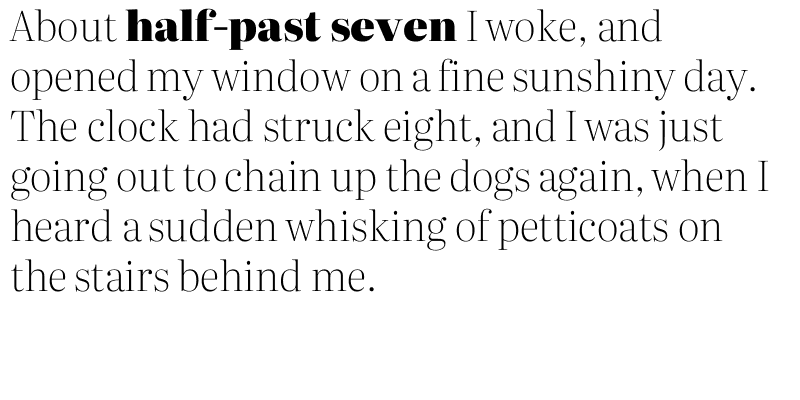 About half-past seven I woke, and
opened my window on a fine sunshiny day.
The clock had struck eight, and I was just
going out to chain up the dogs again, when I
heard a sudden whisking of petticoats on
the stairs behind me.